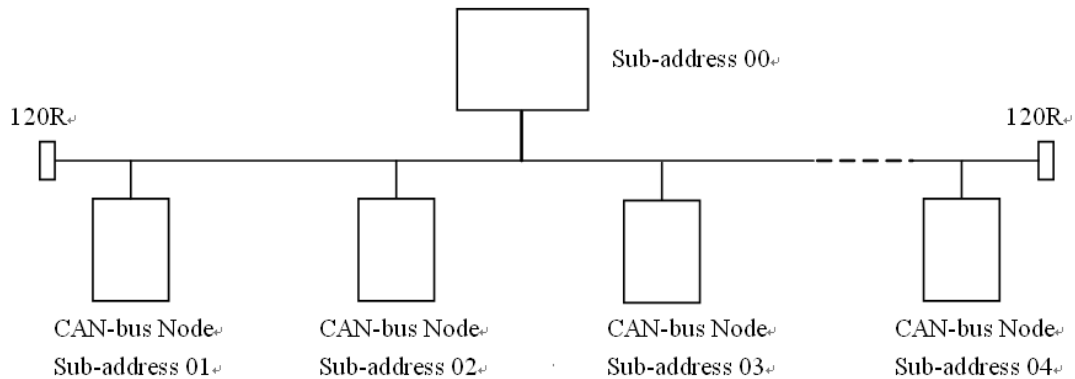 Sub-address 00
120R
120R
CAN-bus Node
Sub-address 01
CAN-bus Node
Sub-address 02
CAN-bus Node
Sub-address 03
CAN-bus Node
Sub-address 04